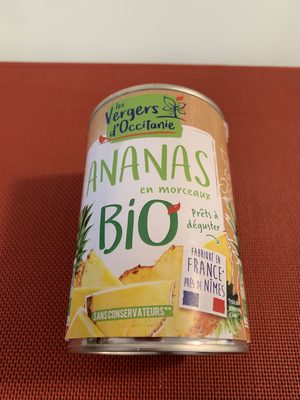 les
Vergers
d'Occitanie
ANANAS
en morceaux
BiO
Prêts à
déguster
FABRIQUÉ EN
FRANCE
PRÈS DE NÎMES
SANS CONSERVATEURS**